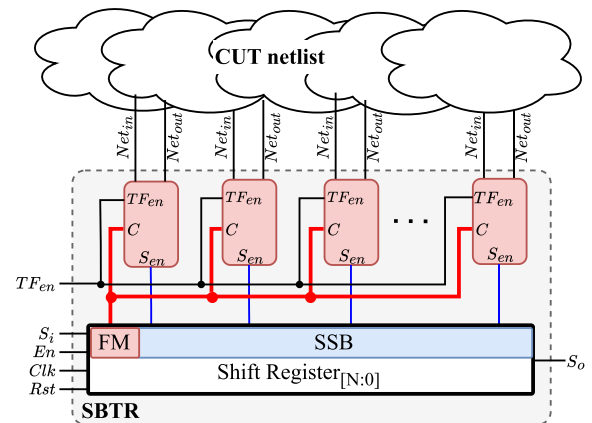 CUT netlist
Net_in Net_out Net_in Net_out Net_in Net_out Net_in Net_out
TF_en TF_en TF_en TF_en
C C C C
S_en S_en S_en S_en
...
TF_en
S_i FM SSB
En
Clk Shift Register_[N:0] S_o
Rst
SBTR